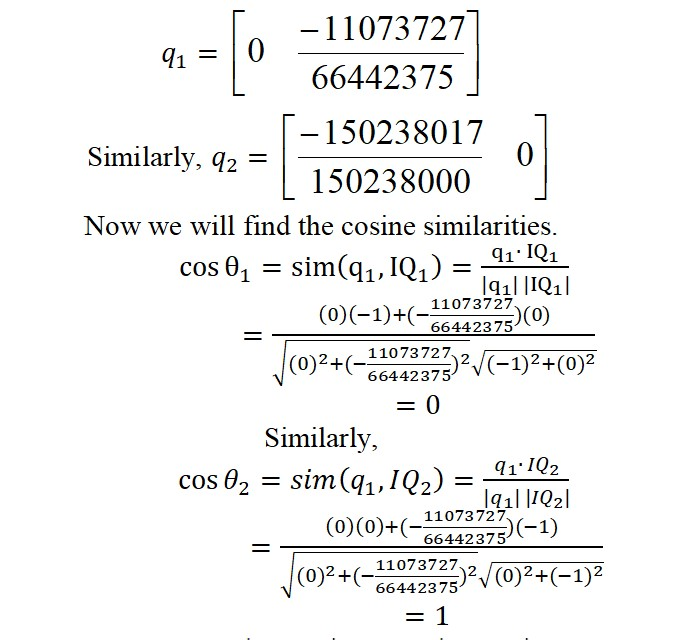 q₁ = [0 −11073727/66442375]
Similarly, q₂ = [−150238017/150238000 0]
Now we will find the cosine similarities.
cos θ₁ = sim(q₁, IQ₁) = q₁· IQ₁ / |q₁| |IQ₁|
= (0)(−1)+(−11073727/66442375)(0) / √((0)²+(−11073727/66442375)²) √((−1)²+(0)²)
= 0
Similarly,
cos θ₂ = sim(q₁, IQ₂) = q₁· IQ₂ / |q₁| |IQ₂|
= (0)(0)+(−11073727/66442375)(−1) / √((0)²+(−11073727/66442375)²) √((0)²+(−1)²)
= 1